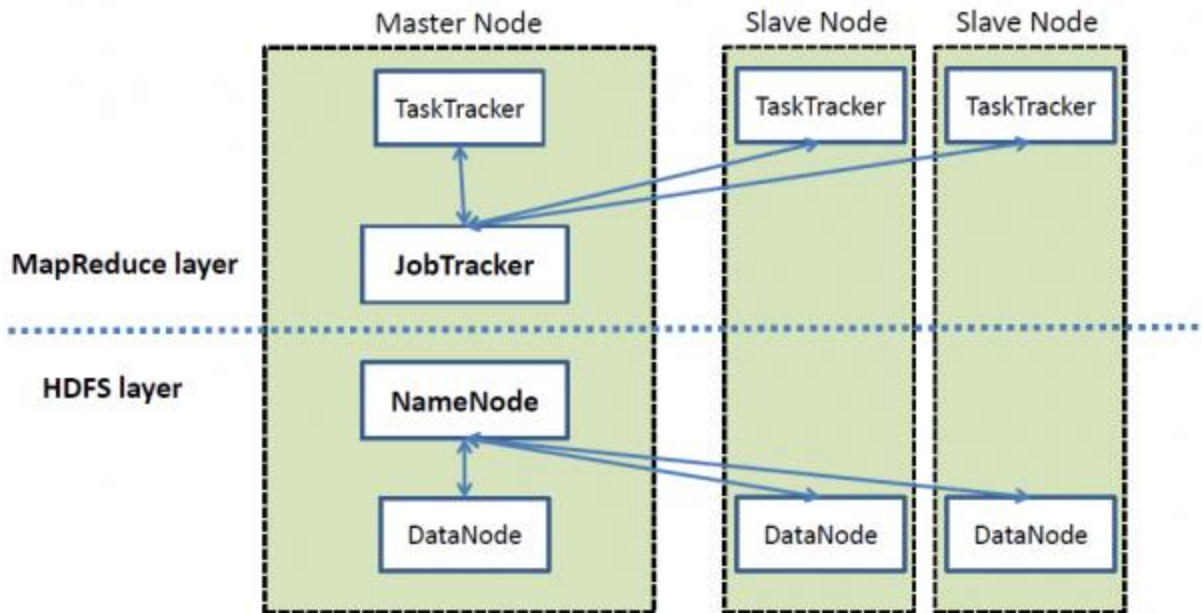 Master Node
Slave Node
Slave Node
TaskTracker
TaskTracker
TaskTracker
MapReduce layer
JobTracker
HDFS layer
NameNode
DataNode
DataNode
DataNode